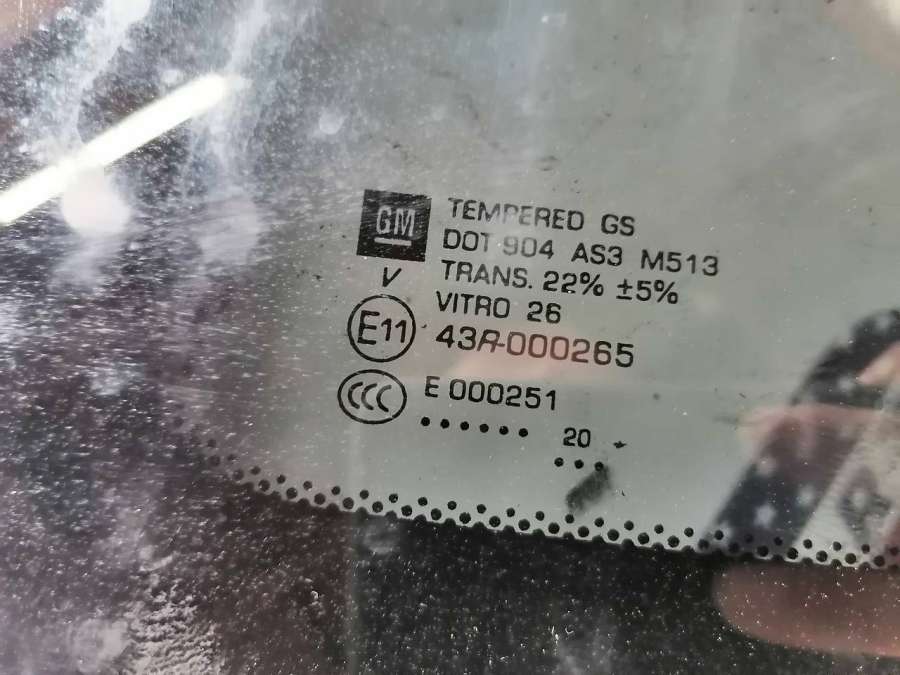 GM
TEMPERED GS
DOT 904 AS3 M513
V
TRANS. 22% ±5%
VITRO 26
E11
43R-000265
CCC
E 000251
...... 20
...